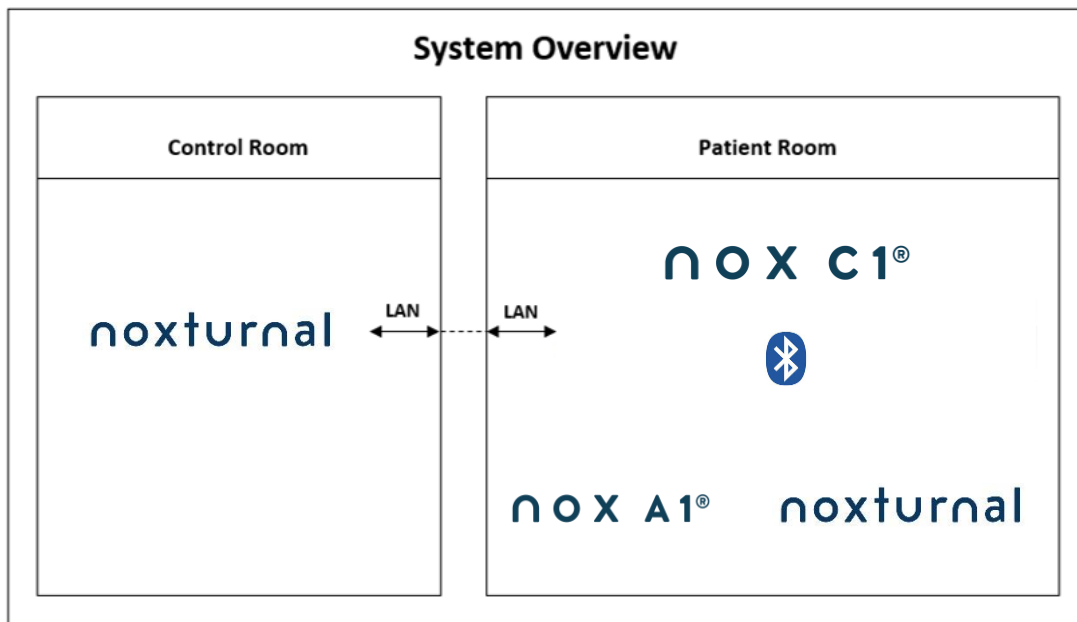 System Overview
Control Room
Patient Room
nox C1®
noxturnal
LAN
LAN
nox A1®
noxturnal